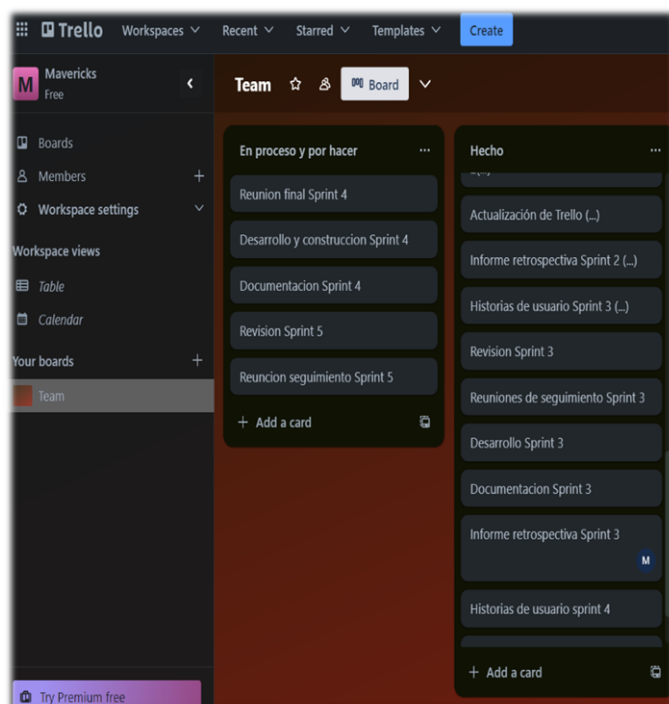 Trello Workspaces Recent Starred Templates Create
M Mavericks
Free
Boards
Members
Workspace settings
Workspace views
Table
Calendar
Your boards
Team
Try Premium free
Team Board
En proceso y por hacer
Reunion final Sprint 4
Desarrollo y construccion Sprint 4
Documentacion Sprint 4
Revision Sprint 5
Reuncion seguimiento Sprint 5
+ Add a card
Hecho
Actualización de Trello (...)
Informe retrospectiva Sprint 2 (...)
Historias de usuario Sprint 3 (...)
Revision Sprint 3
Reuniones de seguimiento Sprint 3
Desarrollo Sprint 3
Documentacion Sprint 3
Informe retrospectiva Sprint 3
M
Historias de usuario sprint 4
+ Add a card